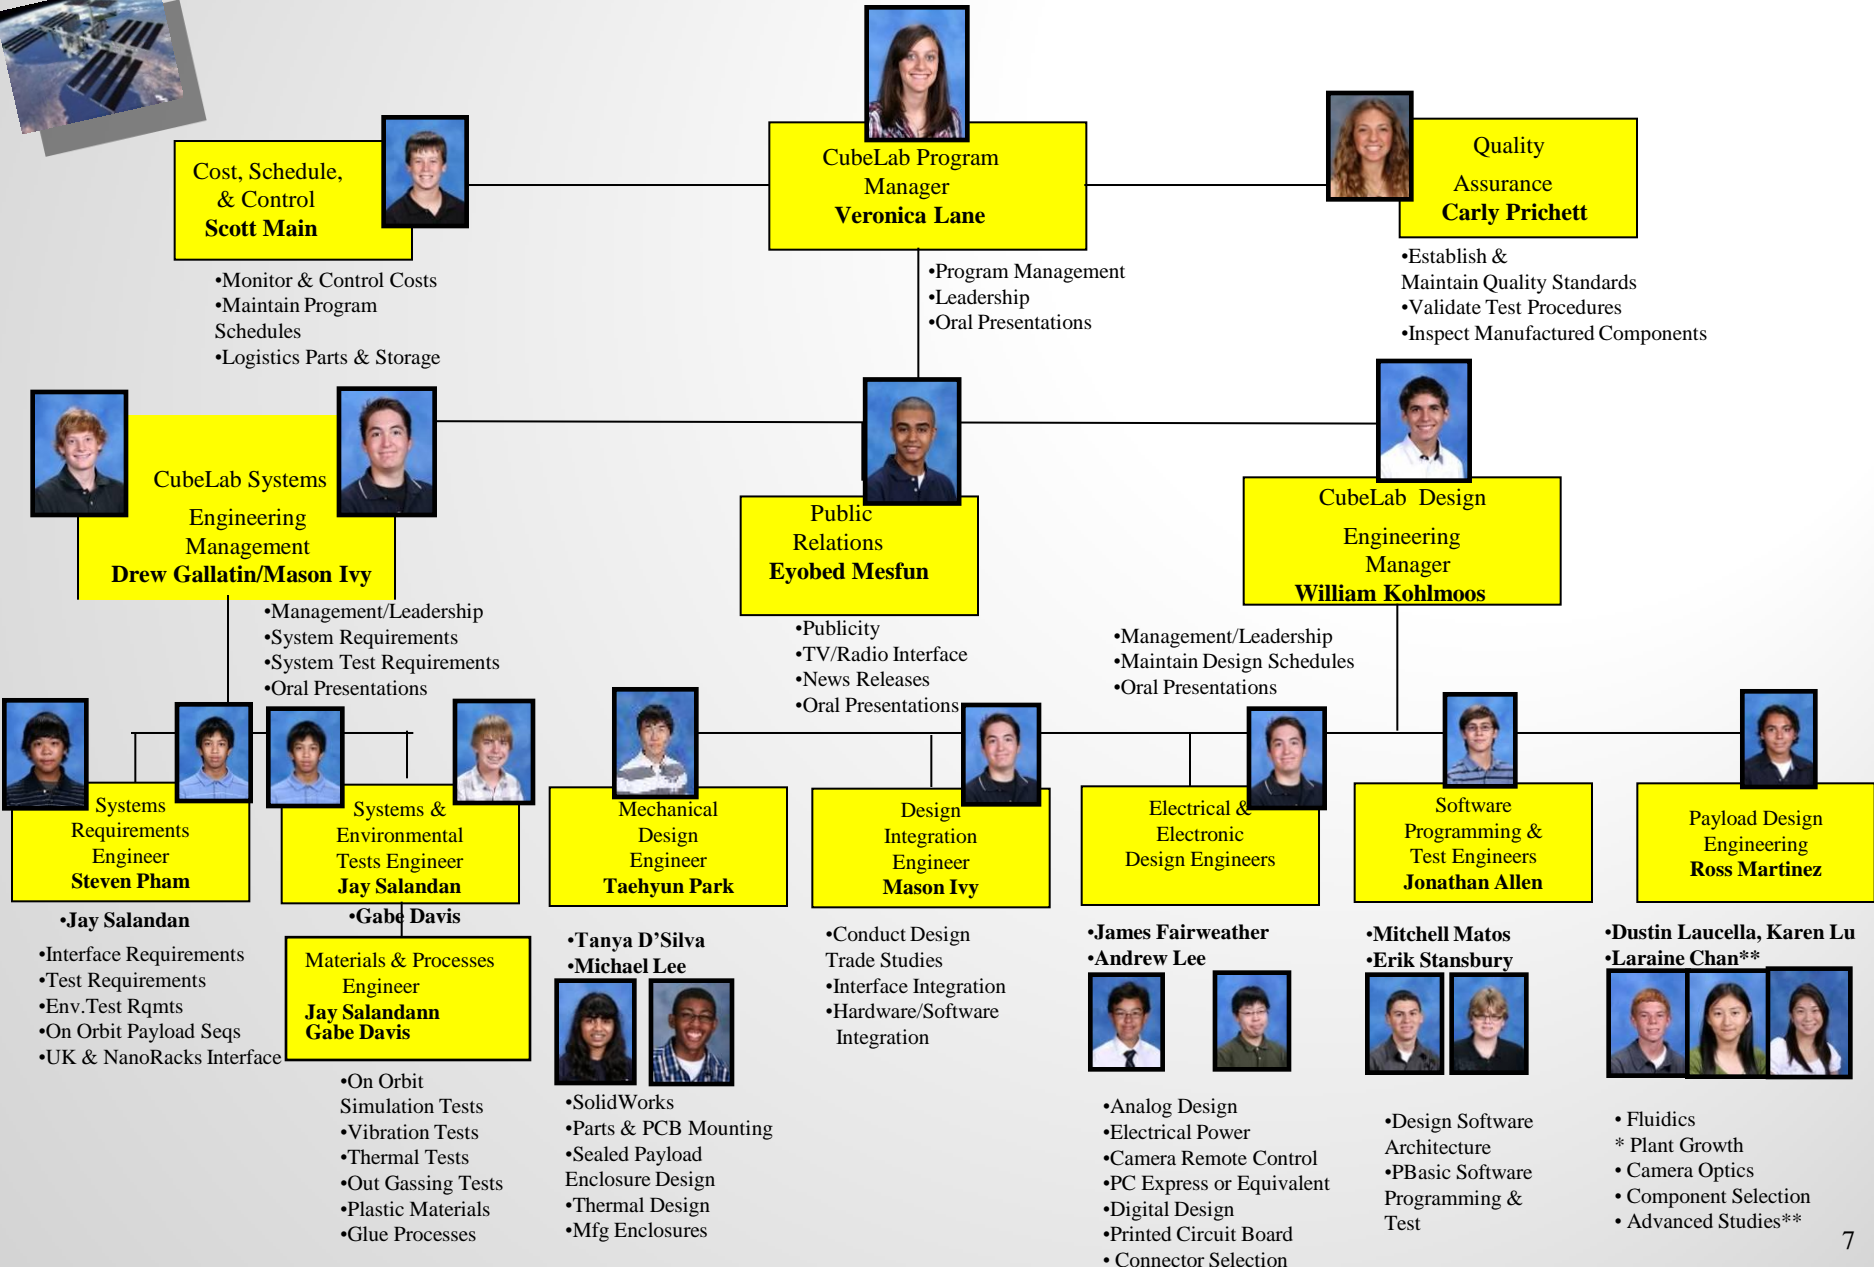 CubeLab Program
Manager
Veronica Lane
•Program Management
•Leadership
•Oral Presentations
Cost, Schedule,
& Control
Scott Main
•Monitor & Control Costs
•Maintain Program
Schedules
•Logistics Parts & Storage
Quality
Assurance
Carly Prichett
•Establish &
Maintain Quality Standards
•Validate Test Procedures
•Inspect Manufactured Components
CubeLab Systems
Engineering
Management
Drew Gallatin/Mason Ivy
•Management/Leadership
•System Requirements
•System Test Requirements
•Oral Presentations
Public
Relations
Eyobed Mesfun
•Publicity
•TV/Radio Interface
•News Releases
•Oral Presentations
CubeLab Design
Engineering
Manager
William Kohlmoos
•Management/Leadership
•Maintain Design Schedules
•Oral Presentations
Systems
Requirements
Engineer
Steven Pham
•Jay Salandan
•Interface Requirements
•Test Requirements
•Env.Test Rqmts
•On Orbit Payload Seqs
•UK & NanoRacks Interface
Systems &
Environmental
Tests Engineer
Jay Salandan
•Gabe Davis
Materials & Processes
Engineer
Jay Salandann
Gabe Davis
•On Orbit
Simulation Tests
•Vibration Tests
•Thermal Tests
•Out Gassing Tests
•Plastic Materials
•Glue Processes
Mechanical
Design
Engineer
Taehyun Park
•Tanya D’Silva
•Michael Lee
•SolidWorks
•Parts & PCB Mounting
•Sealed Payload
Enclosure Design
•Thermal Design
•Mfg Enclosures
Design
Integration
Engineer
Mason Ivy
•Conduct Design
Trade Studies
•Interface Integration
•Hardware/Software
Integration
Electrical &
Electronic
Design Engineers
•James Fairweather
•Andrew Lee
•Analog Design
•Electrical Power
•Camera Remote Control
•PC Express or Equivalent
•Digital Design
•Printed Circuit Board
• Connector Selection
Software
Programming &
Test Engineers
Jonathan Allen
•Mitchell Matos
•Erik Stansbury
•Design Software
Architecture
•PBasic Software
Programming &
Test
Payload Design
Engineering
Ross Martinez
•Dustin Laucella, Karen Lu
•Laraine Chan**
• Fluidics
* Plant Growth
• Camera Optics
• Component Selection
• Advanced Studies**
7